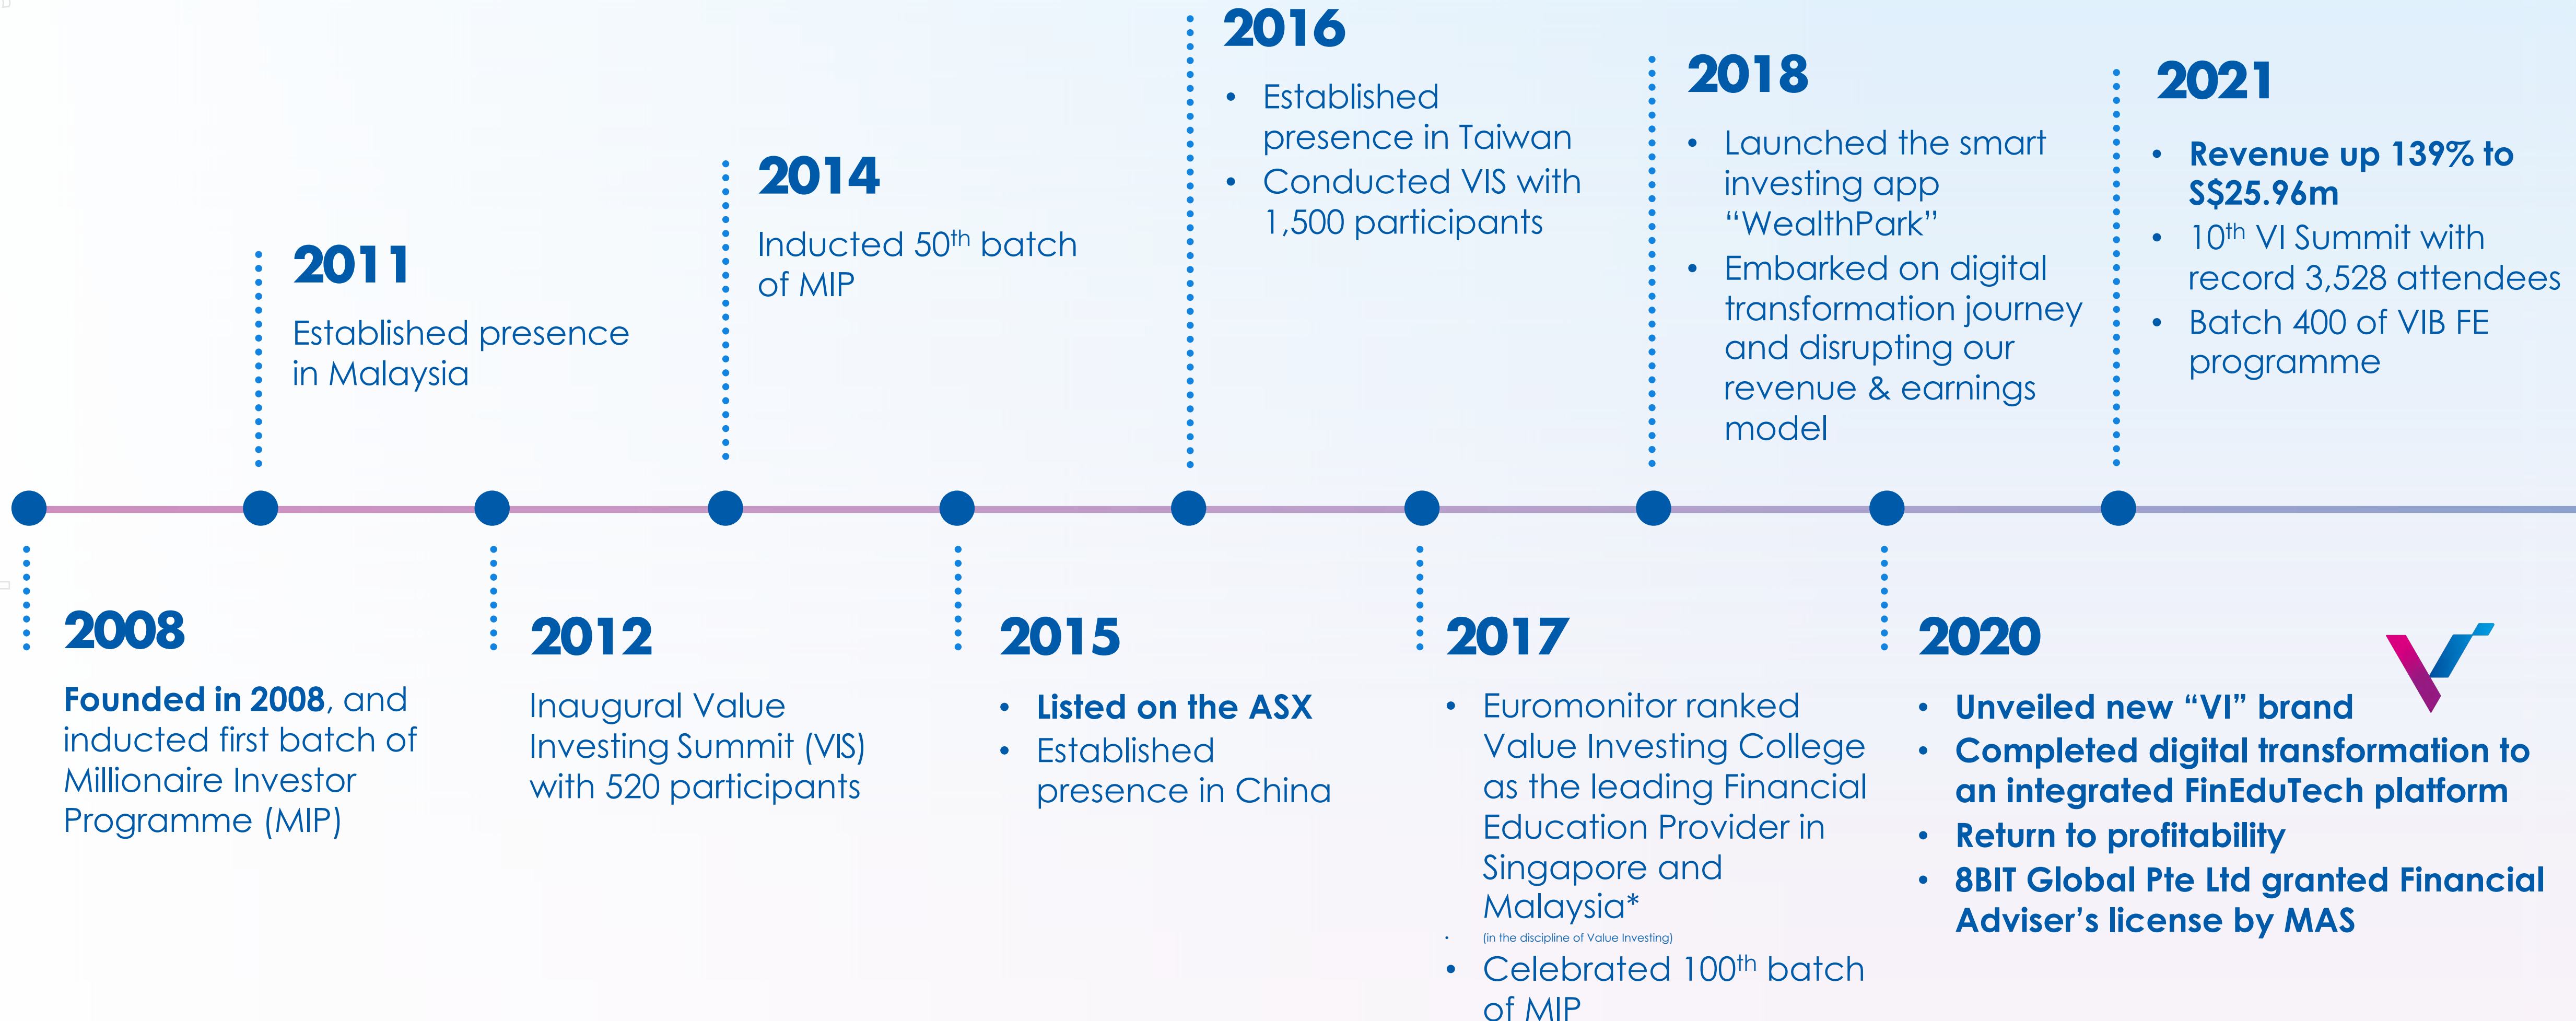 2016
• Established
presence in Taiwan
• Conducted VIS with
1,500 participants
2018
• Launched the smart
investing app
“WealthPark”
• Embarked on digital
transformation journey
and disrupting our
revenue & earnings
model
2021
• Revenue up 139% to
S$25.96m
• 10th VI Summit with
record 3,528 attendees
• Batch 400 of VIB FE
programme
2014
Inducted 50th batch
of MIP
2011
Established presence
in Malaysia
2008
Founded in 2008, and
inducted first batch of
Millionaire Investor
Programme (MIP)
2012
Inaugural Value
Investing Summit (VIS)
with 520 participants
2015
• Listed on the ASX
• Established
presence in China
2017
• Euromonitor ranked
Value Investing College
as the leading Financial
Education Provider in
Singapore and
Malaysia*
• (in the discipline of Value Investing)
• Celebrated 100th batch
of MIP
2020
• Unveiled new “VI” brand
• Completed digital transformation to
an integrated FinEduTech platform
• Return to profitability
• 8BIT Global Pte Ltd granted Financial
Adviser’s license by MAS